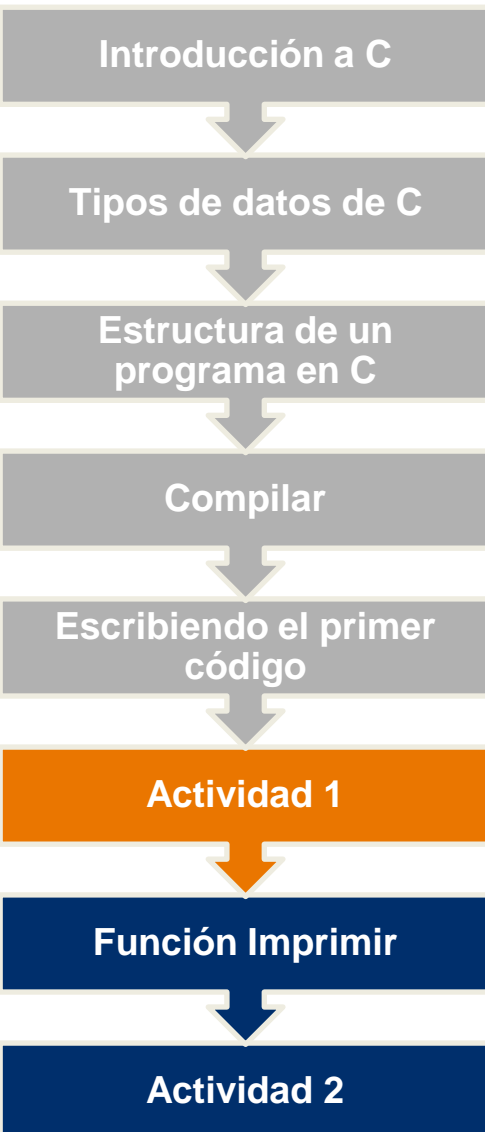 Introducción a C
Tipos de datos de C
Estructura de un
programa en C
Compilar
Escribiendo el primer
código
Actividad 1
Función Imprimir
Actividad 2